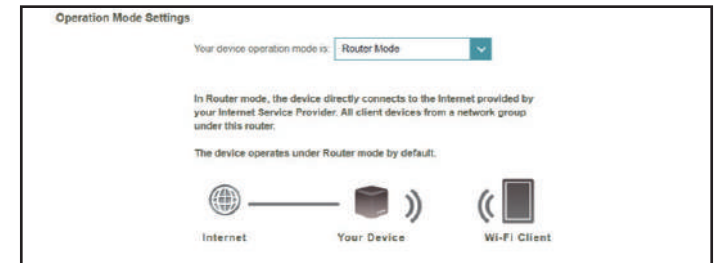 Operation Mode Settings
Your device operation mode is: Router Mode
In Router mode, the device directly connects to the Internet provided by
your Internet Service Provider. All client devices from a network group
under this router.
The device operates under Router mode by default.
Internet Your Device Wi-Fi Client